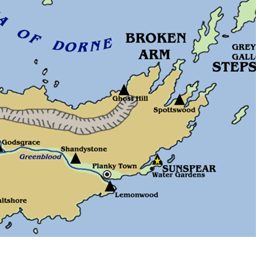 A OF DORNE
BROKEN
ARM
GREY
GALL
STEPS
Ghost Hill
Spottswood
Godsgrace
Shandystone
Greenblood
Planky Town
SUNSPEAR
Water Gardens
Lemonwood
altshore